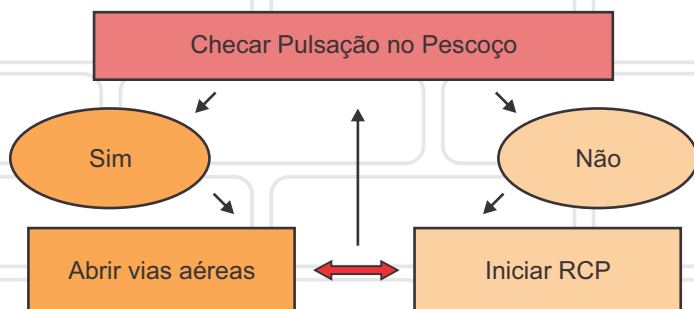 Checar Pulsação no Pescoço
Sim
Não
Abrir vias aéreas
Iniciar RCP